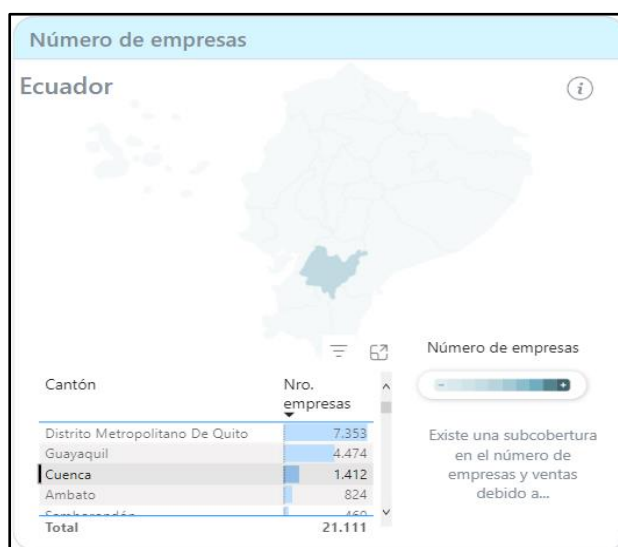 Número de empresas
Ecuador
Cantón
Nro.
empresas
Distrito Metropolitano De Quito 7.353
Guayaquil 4.474
Cuenca 1.412
Ambato 824
Total 21.111
Número de empresas
Existe una subcobertura
en el número de
empresas y ventas
debido a...